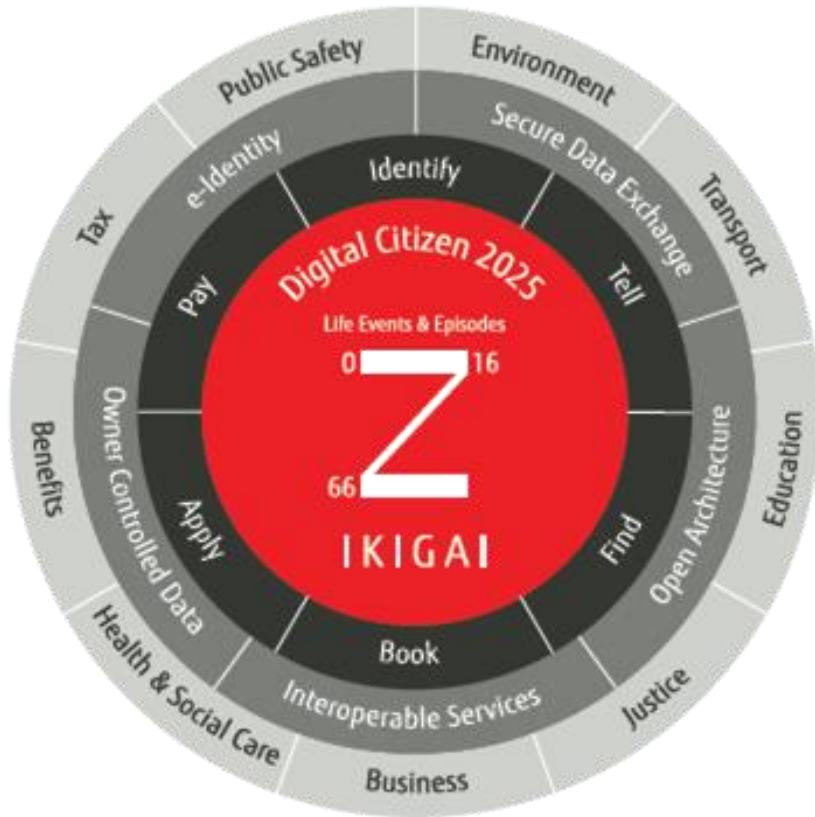 Public Safety
Environment
Transport
Education
Justice
Business
Health & Social Care
Benefits
Tax
e-Identity
Secure Data Exchange
Open Architecture
Interoperable Services
Owner Controlled Data
Identify
Tell
Find
Book
Apply
Pay
Digital Citizen 2025
Life Events & Episodes
0 Z 16
66
IKIGAI